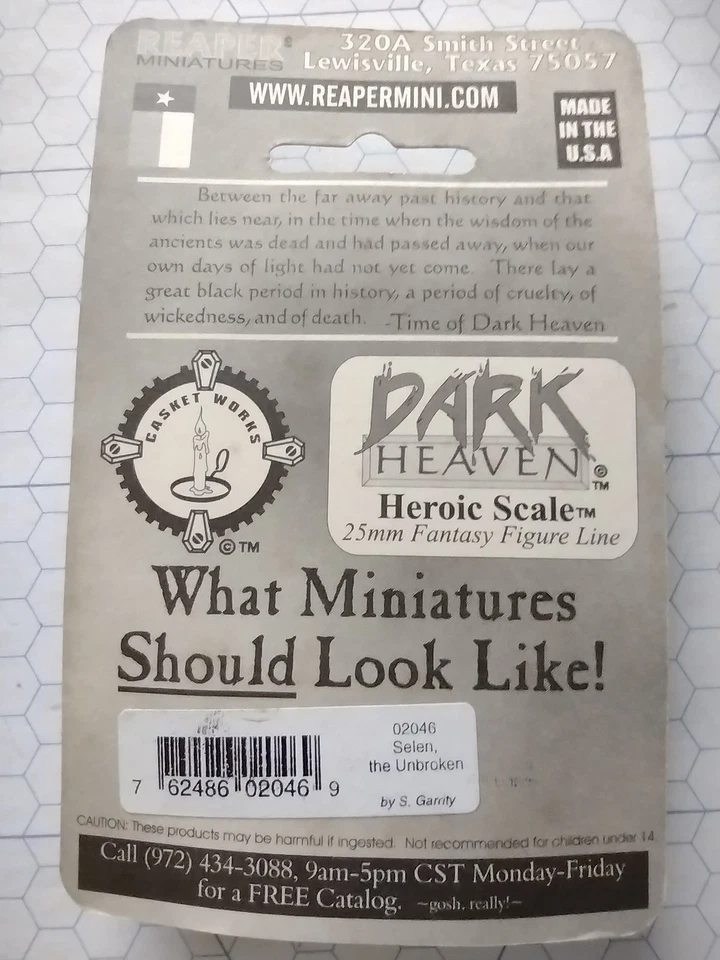 REAPER®
MINIATURES
320A Smith Street
Lewisville, Texas 75057
WWW.REAPERMINI.COM
MADE
IN THE
U.S.A
Between the far away past history and that
which lies near, in the time when the wisdom of the
ancients was dead and had passed away, when our
own days of light had not yet come. There lay a
great black period in history, a period of cruelty, of
wickedness, and of death. -Time of Dark Heaven
CASKET WORKS
©TM
DARK
HEAVEN
©
TM
Heroic Scale™
25mm Fantasy Figure Line
What Miniatures
Should Look Like!
7 62486 02046 9
02046
Selen,
the Unbroken
by S. Garrity
CAUTION: These products may be harmful if ingested. Not recommended for children under 14.
Call (972) 434-3088, 9am-5pm CST Monday-Friday
for a FREE Catalog. ~gosh, really!~